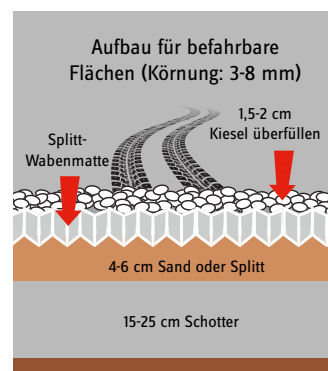 Aufbau für befahrbare
Flächen (Körnung: 3-8 mm)
1,5-2 cm
Kiesel überfüllen
Splitt-
Wabenmatte
4-6 cm Sand oder Splitt
15-25 cm Schotter